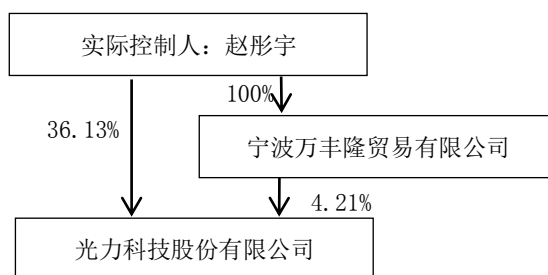 实际控制人：赵彤宇
100%
36.13%
宁波万丰隆贸易有限公司
4.21%
光力科技股份有限公司